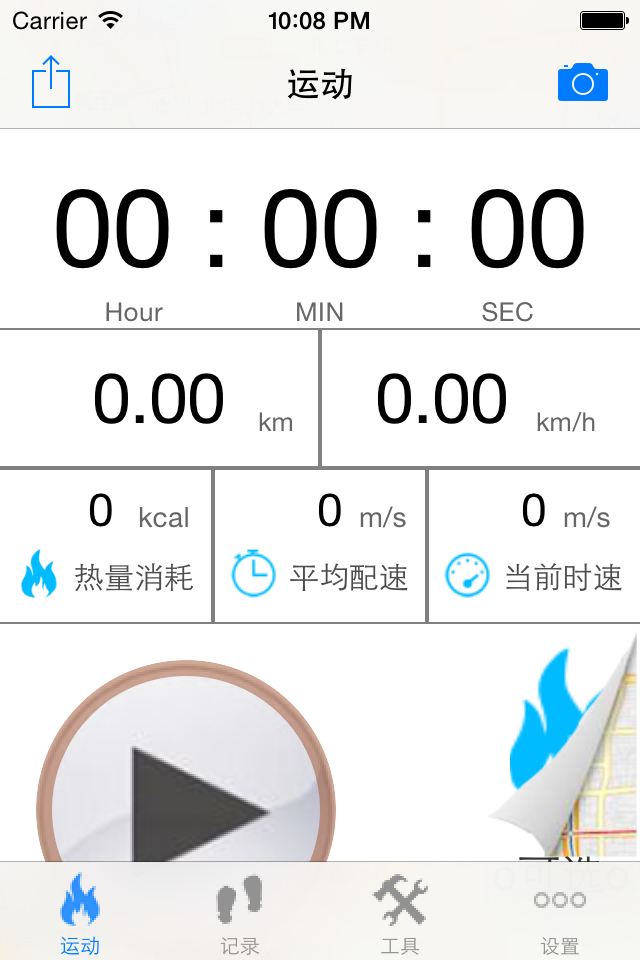 Carrier 10:08 PM
运动
00 : 00 : 00
Hour MIN SEC
0.00 km 0.00 km/h
0 kcal 0 m/s 0 m/s
热量消耗 平均配速 当前时速
运动 记录 工具 设置